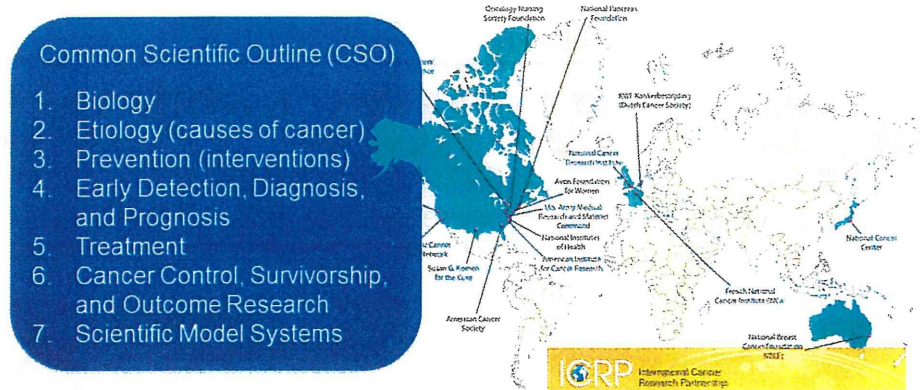 Common Scientific Outline (CSO)
1. Biology
2. Etiology (causes of cancer)
3. Prevention (interventions)
4. Early Detection, Diagnosis,
and Prognosis
5. Treatment
6. Cancer Control, Survivorship,
and Outcome Research
7. Scientific Model Systems
Oncology Nursing
Society Foundation
National Pancreas
Foundation
KWF Kankerbestrijding
(Dutch Cancer Society)
National Cancer
Research Institute
Avon Foundation
for Women
U.S. Army Medical
Research and Materiel
Command
National Institutes
of Health
American Institute
for Cancer Research
Cancer
Network
Susan G. Komen
for the Cure
American Cancer
Society
French National
Cancer Institute
National Cancer
Center
National Breast
Cancer Foundation
ICRP International Cancer
Research Partnership